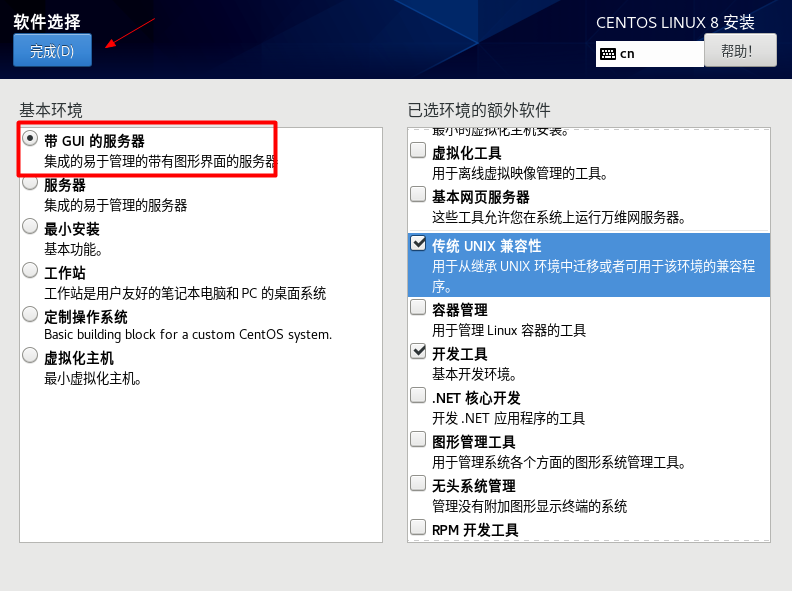 软件选择
完成(D)
CENTOS LINUX 8 安装
cn
帮助！
基本环境
带 GUI 的服务器
集成的易于管理的带有图形界面的服务器
服务器
集成的易于管理的服务器
最小安装
基本功能。
工作站
工作站是用户友好的笔记本电脑和 PC 的桌面系统
定制操作系统
Basic building block for a custom CentOS system.
虚拟化主机
最小虚拟化主机。
已选环境的额外软件
最小的虚拟化主机安装。
虚拟化工具
用于离线虚拟映像管理的工具。
基本网页服务器
这些工具允许您在系统上运行万维网服务器。
传统 UNIX 兼容性
用于从继承 UNIX 环境中迁移或者可用于该环境的兼容程
序。
容器管理
用于管理 Linux 容器的工具
开发工具
基本开发环境。
.NET 核心开发
开发 .NET 应用程序的工具
图形管理工具
用于管理系统各个方面的图形系统管理工具。
无头系统管理
管理没有附加图形显示终端的系统
RPM 开发工具